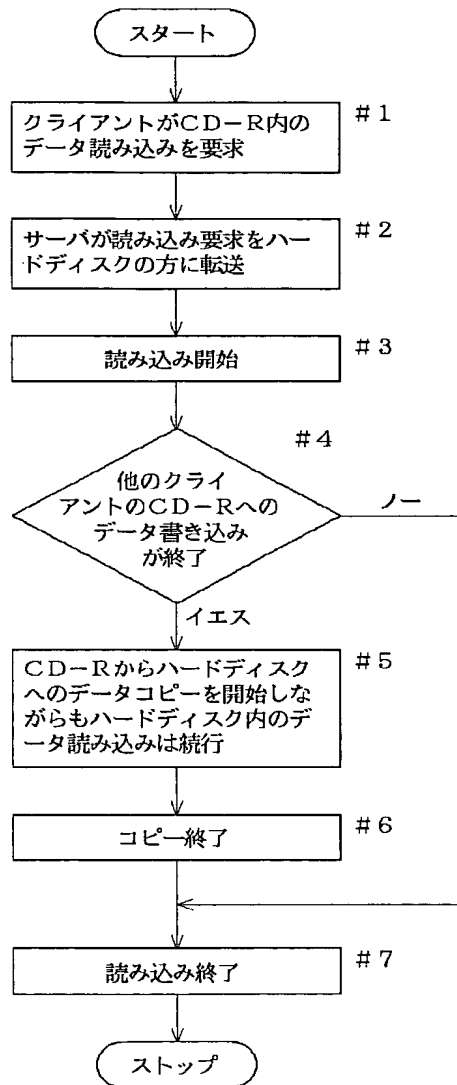 スタート
#1
クライアントがCD-R内の
データ読み込みを要求
#2
サーバが読み込み要求をハー
ドディスクの方に転送
#3
読み込み開始
#4
他のクライ
アントのCD-Rへの
データ書き込み
が終了
ノー
イエス
#5
CD-Rからハードディスク
へのデータコピーを開始しな
がらもハードディスク内のデ
ータ読み込みは続行
#6
コピー終了
#7
読み込み終了
ストップ